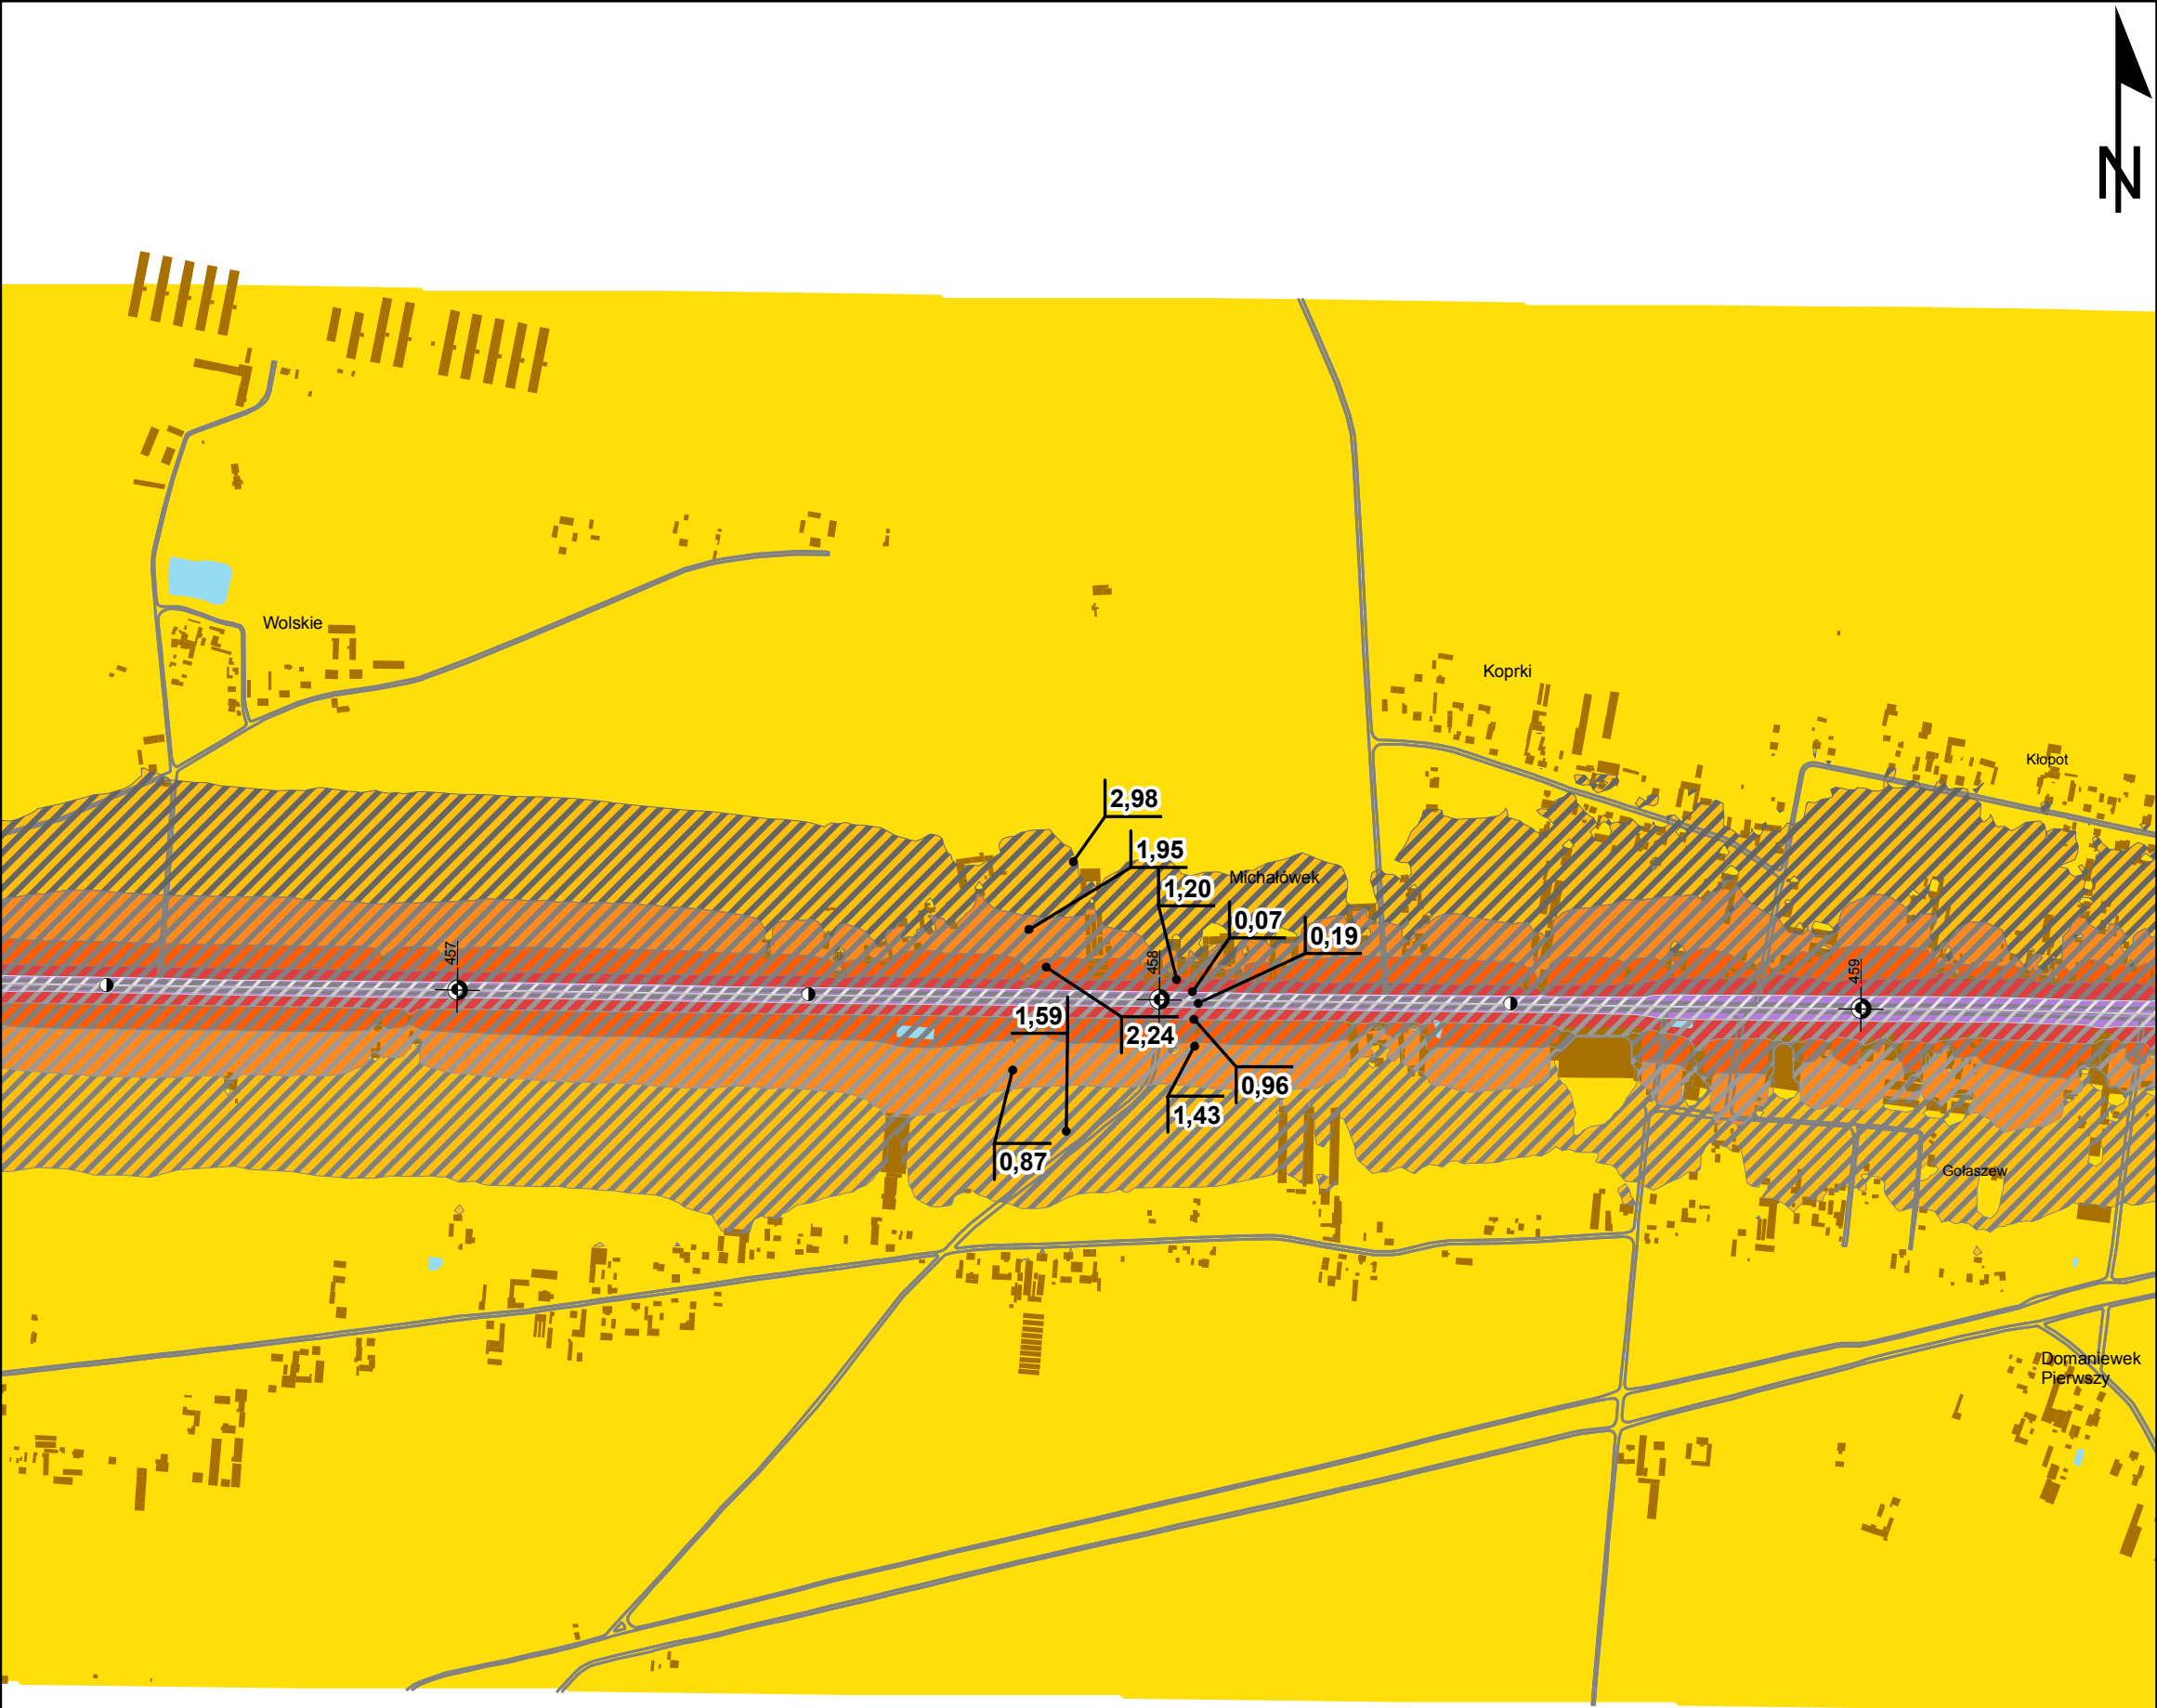 N
Wolskie
Koprki
Kłopot
2,98
1,95
Michałówek
1,20
0,07
0,19
457
458
459
1,59
2,24
0,96
1,43
0,87
Gołaszew
Domaniewek
Pierwszy